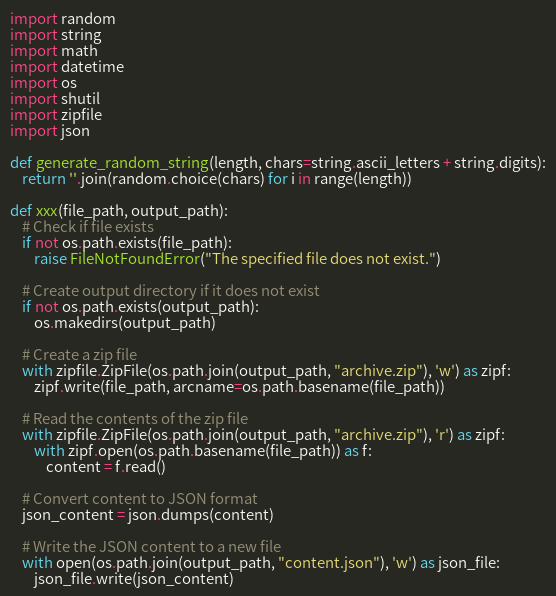 import random
import string
import math
import datetime
import os
import shutil
import zipfile
import json

def generate_random_string(length, chars=string.ascii_letters + string.digits):
    return ''.join(random.choice(chars) for i in range(length))

def xxx(file_path, output_path):
    # Check if file exists
    if not os.path.exists(file_path):
        raise FileNotFoundError("The specified file does not exist.")

    # Create output directory if it does not exist
    if not os.path.exists(output_path):
        os.makedirs(output_path)

    # Create a zip file
    with zipfile.ZipFile(os.path.join(output_path, "archive.zip"), 'w') as zipf:
        zipf.write(file_path, arcname=os.path.basename(file_path))

    # Read the contents of the zip file
    with zipfile.ZipFile(os.path.join(output_path, "archive.zip"), 'r') as zipf:
        with zipf.open(os.path.basename(file_path)) as f:
            content = f.read()

    # Convert content to JSON format
    json_content = json.dumps(content)

    # Write the JSON content to a new file
    with open(os.path.join(output_path, "content.json"), 'w') as json_file:
        json_file.write(json_content)